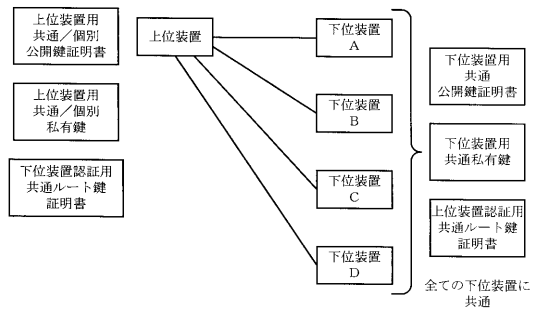 上位装置用
共通／個別
公開鍵証明書
上位装置用
共通／個別
私有鍵
下位装置認証用
共通ルート鍵
証明書
上位装置
下位装置
A
下位装置
B
下位装置
C
下位装置
D
下位装置用
共通
公開鍵証明書
下位装置用
共通私有鍵
上位装置認証用
共通ルート鍵
証明書
全ての下位装置に
共通